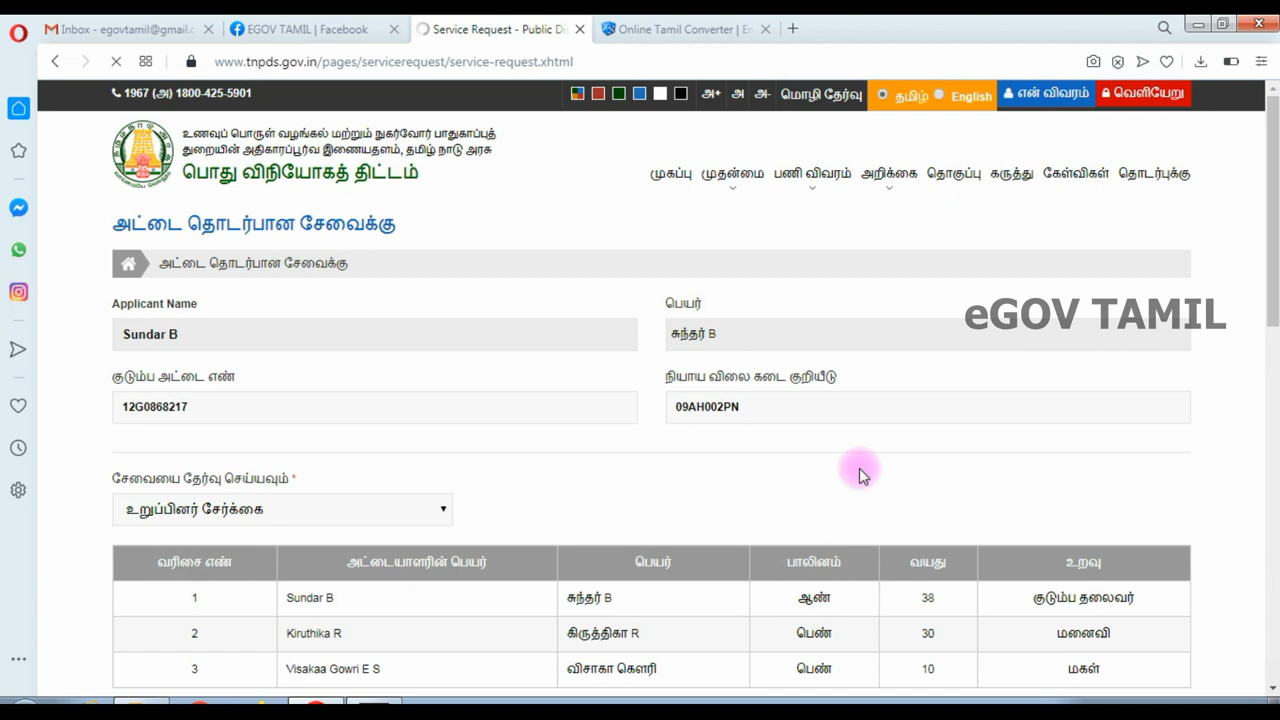 Inbox - egovtamil@gmail.c
EGOV TAMIL | Facebook
Service Request - Public Di
Online Tamil Converter | En
www.tnpds.gov.in/pages/servicerequest/service-request.xhtml
1967 (அ) 1800-425-5901
அ+ அ அ- மொழி தேர்வு தமிழ் English என் விவரம் வெளியேறு
உணவுப் பொருள் வழங்கல் மற்றும் நுகர்வோர் பாதுகாப்புத்
துறையின் அதிகாரப்பூர்வ இணையதளம், தமிழ் நாடு அரசு
பொது விநியோகத் திட்டம்
முகப்பு முதன்மை பணி விவரம் அறிக்கை தொகுப்பு கருத்து கேள்விகள் தொடர்புக்கு
அட்டை தொடர்பான சேவைக்கு
அட்டை தொடர்பான சேவைக்கு
Applicant Name பெயர்
eGOV TAMIL
Sundar B சுந்தர் B
குடும்ப அட்டை எண் நியாய விலை கடை குறியீடு
12G0868217 09AH002PN
சேவையை தேர்வு செய்யவும் *
உறுப்பினர் சேர்க்கை
வரிசை எண் அட்டையாளரின் பெயர் பெயர் பாலினம் வயது உறவு
1 Sundar B சுந்தர் B ஆண் 38 குடும்ப தலைவர்
2 Kiruthika R கிருத்திகா R பெண் 30 மனைவி
3 Visakaa Gowri E S விசாகா கௌரி பெண் 10 மகள்